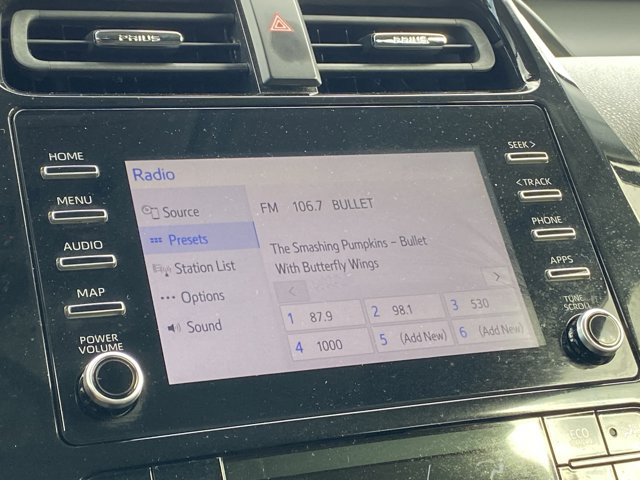 PRIUS
PRIUS
HOME
MENU
AUDIO
MAP
POWER
VOLUME
Radio
Source
Presets
Station List
Options
Sound
FM 106.7 BULLET
The Smashing Pumpkins – Bullet
With Butterfly Wings
< >
1 87.9 2 98.1 3 530
4 1000 5 (Add New) 6 (Add New)
SEEK >
< TRACK
PHONE
APPS
TUNE
SCROLL
ECO